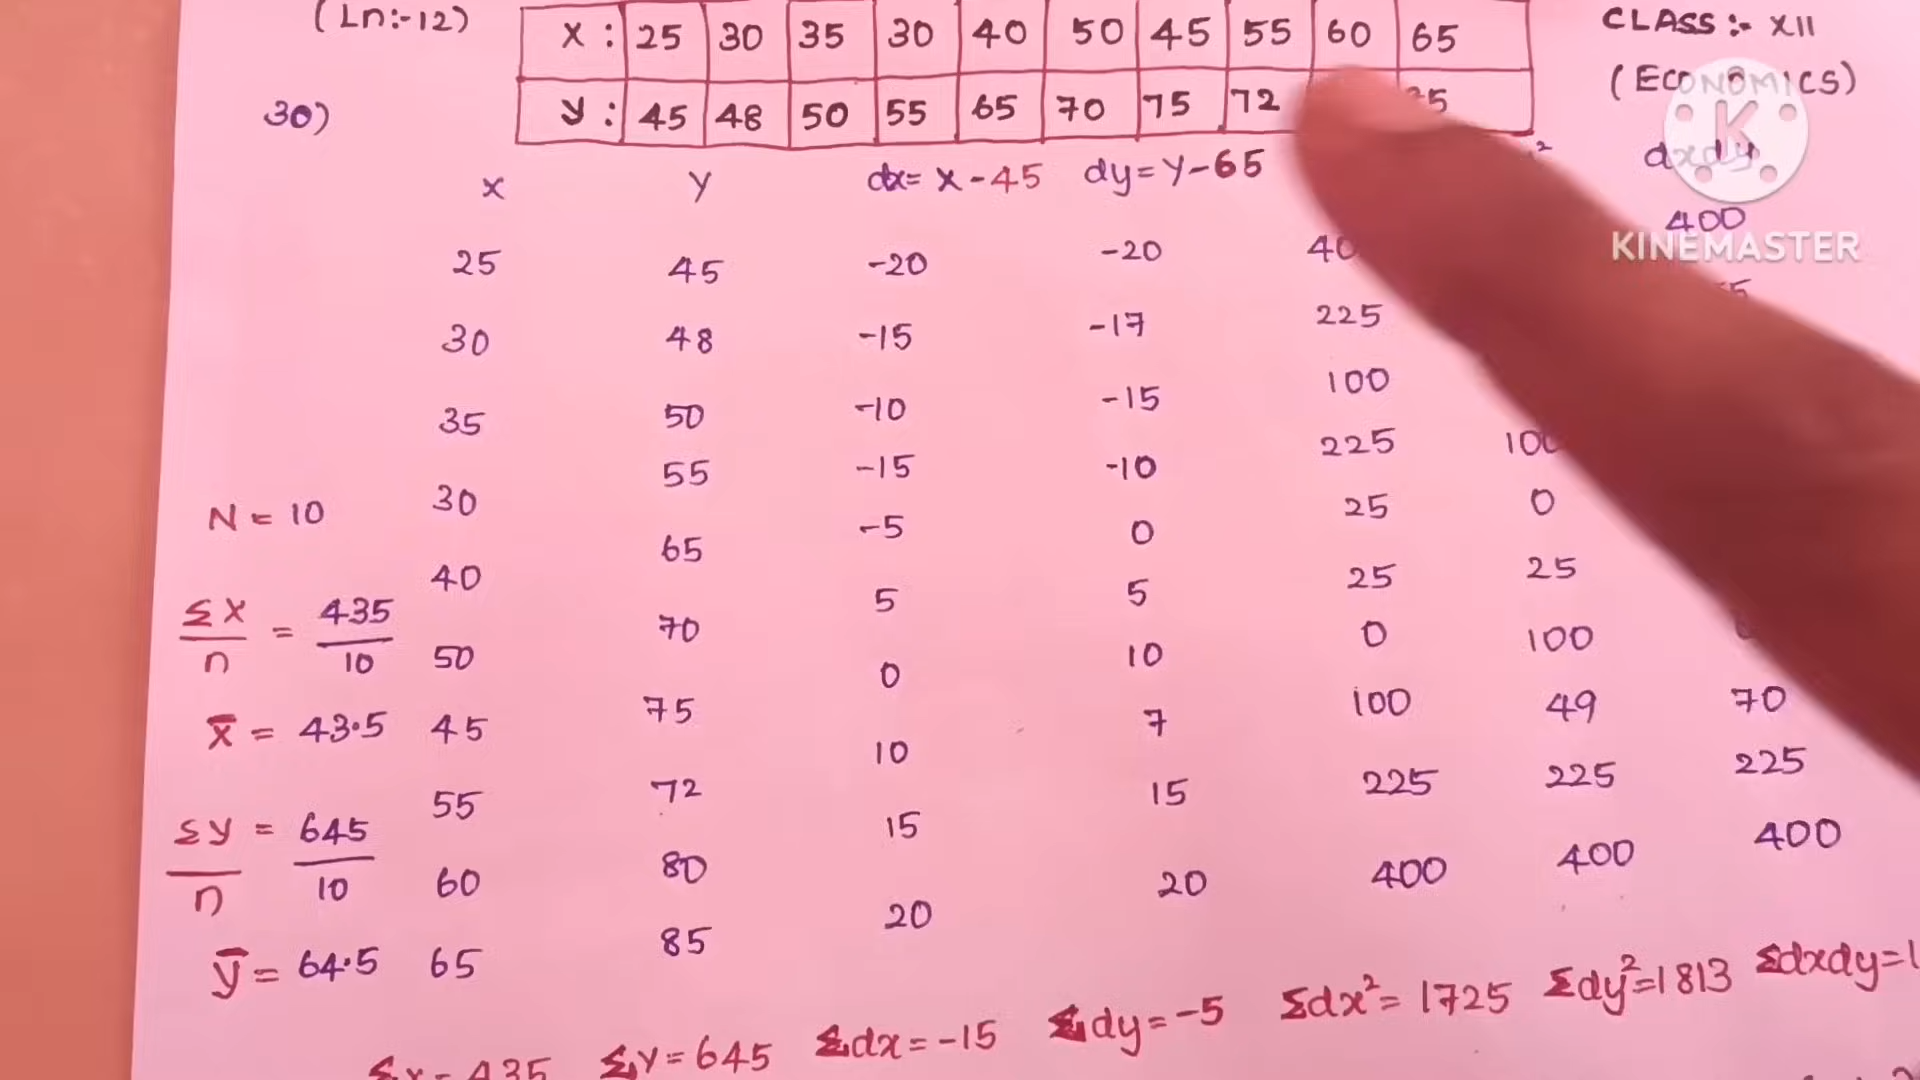 (Ln:-12)
X : 25 30 35 30 40 50 45 55 60 65
CLASS :- XII
(ECONOMICS)
30)
y : 45 48 50 55 65 70 75 72
K
KINEMASTER
x y dx= x-45 dy=y-65 dxdy
25 45 -20 -20 400
30 48 -15 -17 225
35 50 -10 -15 100
30 55 -15 -10 225
40 65 -5 0 25 0
50 70 5 5 25 25
45 75 0 10 0 100
55 72 10 7 100 49 70
60 80 15 15 225 225 225
65 85 20 20 400 400 400
N = 10
Σx/n = 435/10
x̄ = 43.5
Σy/n = 645/10
ȳ = 64.5
Σx = 435 Σy = 645 Σdx = -15 Σdy = -5 Σdx² = 1725 Σdy² = 1813 Σdxdy=